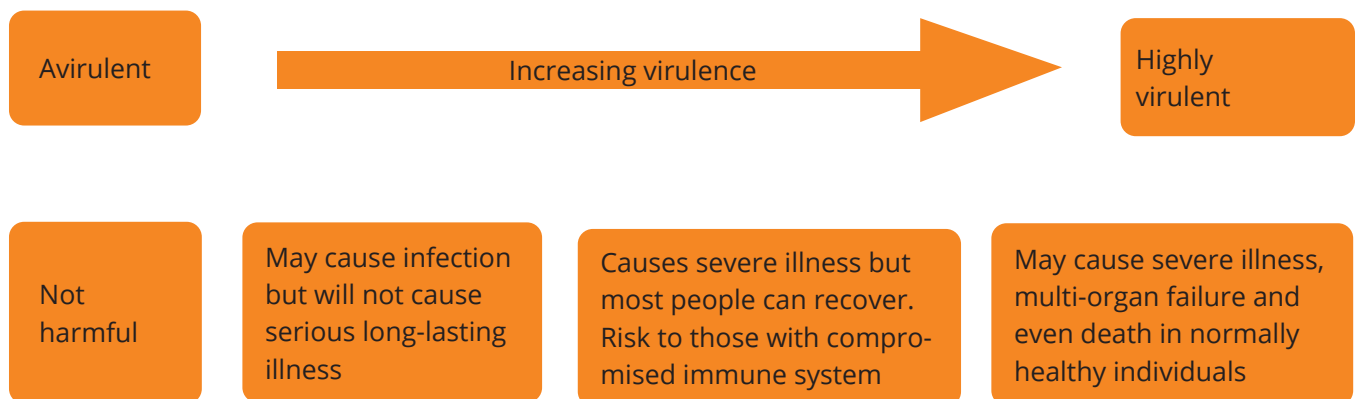 Avirulent
Increasing virulence
Highly
virulent
Not
harmful
May cause infection
but will not cause
serious long-lasting
illness
Causes severe illness but
most people can recover.
Risk to those with compro-
mised immune system
May cause severe illness,
multi-organ failure and
even death in normally
healthy individuals